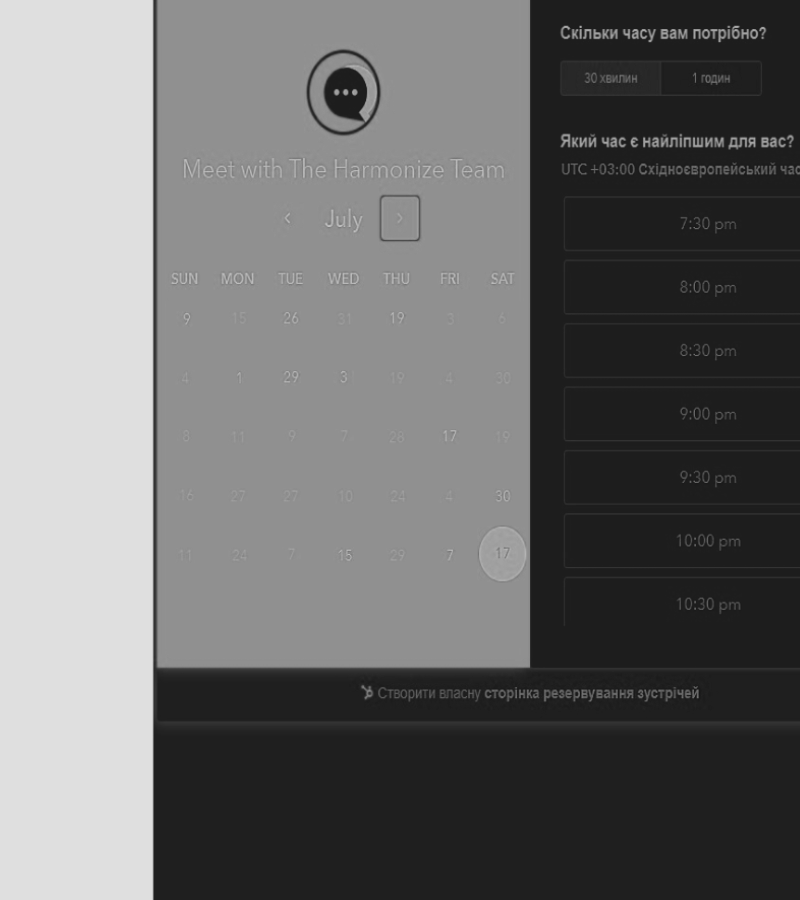 Meet with The Harmonize Team
‹ July ›
SUN MON TUE WED THU FRI SAT
9 15 26 31 19 3 6
4 1 29 3 19 4 30
8 11 9 7 28 17 19
16 27 27 10 24 4 30
11 24 7 15 29 7 17
Скільки часу вам потрібно?
30 хвилин 1 годин
Який час є найліпшим для вас?
UTC +03:00 Східноєвропейський час
7:30 pm
8:00 pm
8:30 pm
9:00 pm
9:30 pm
10:00 pm
10:30 pm
Створити власну сторінка резервування зустрічей